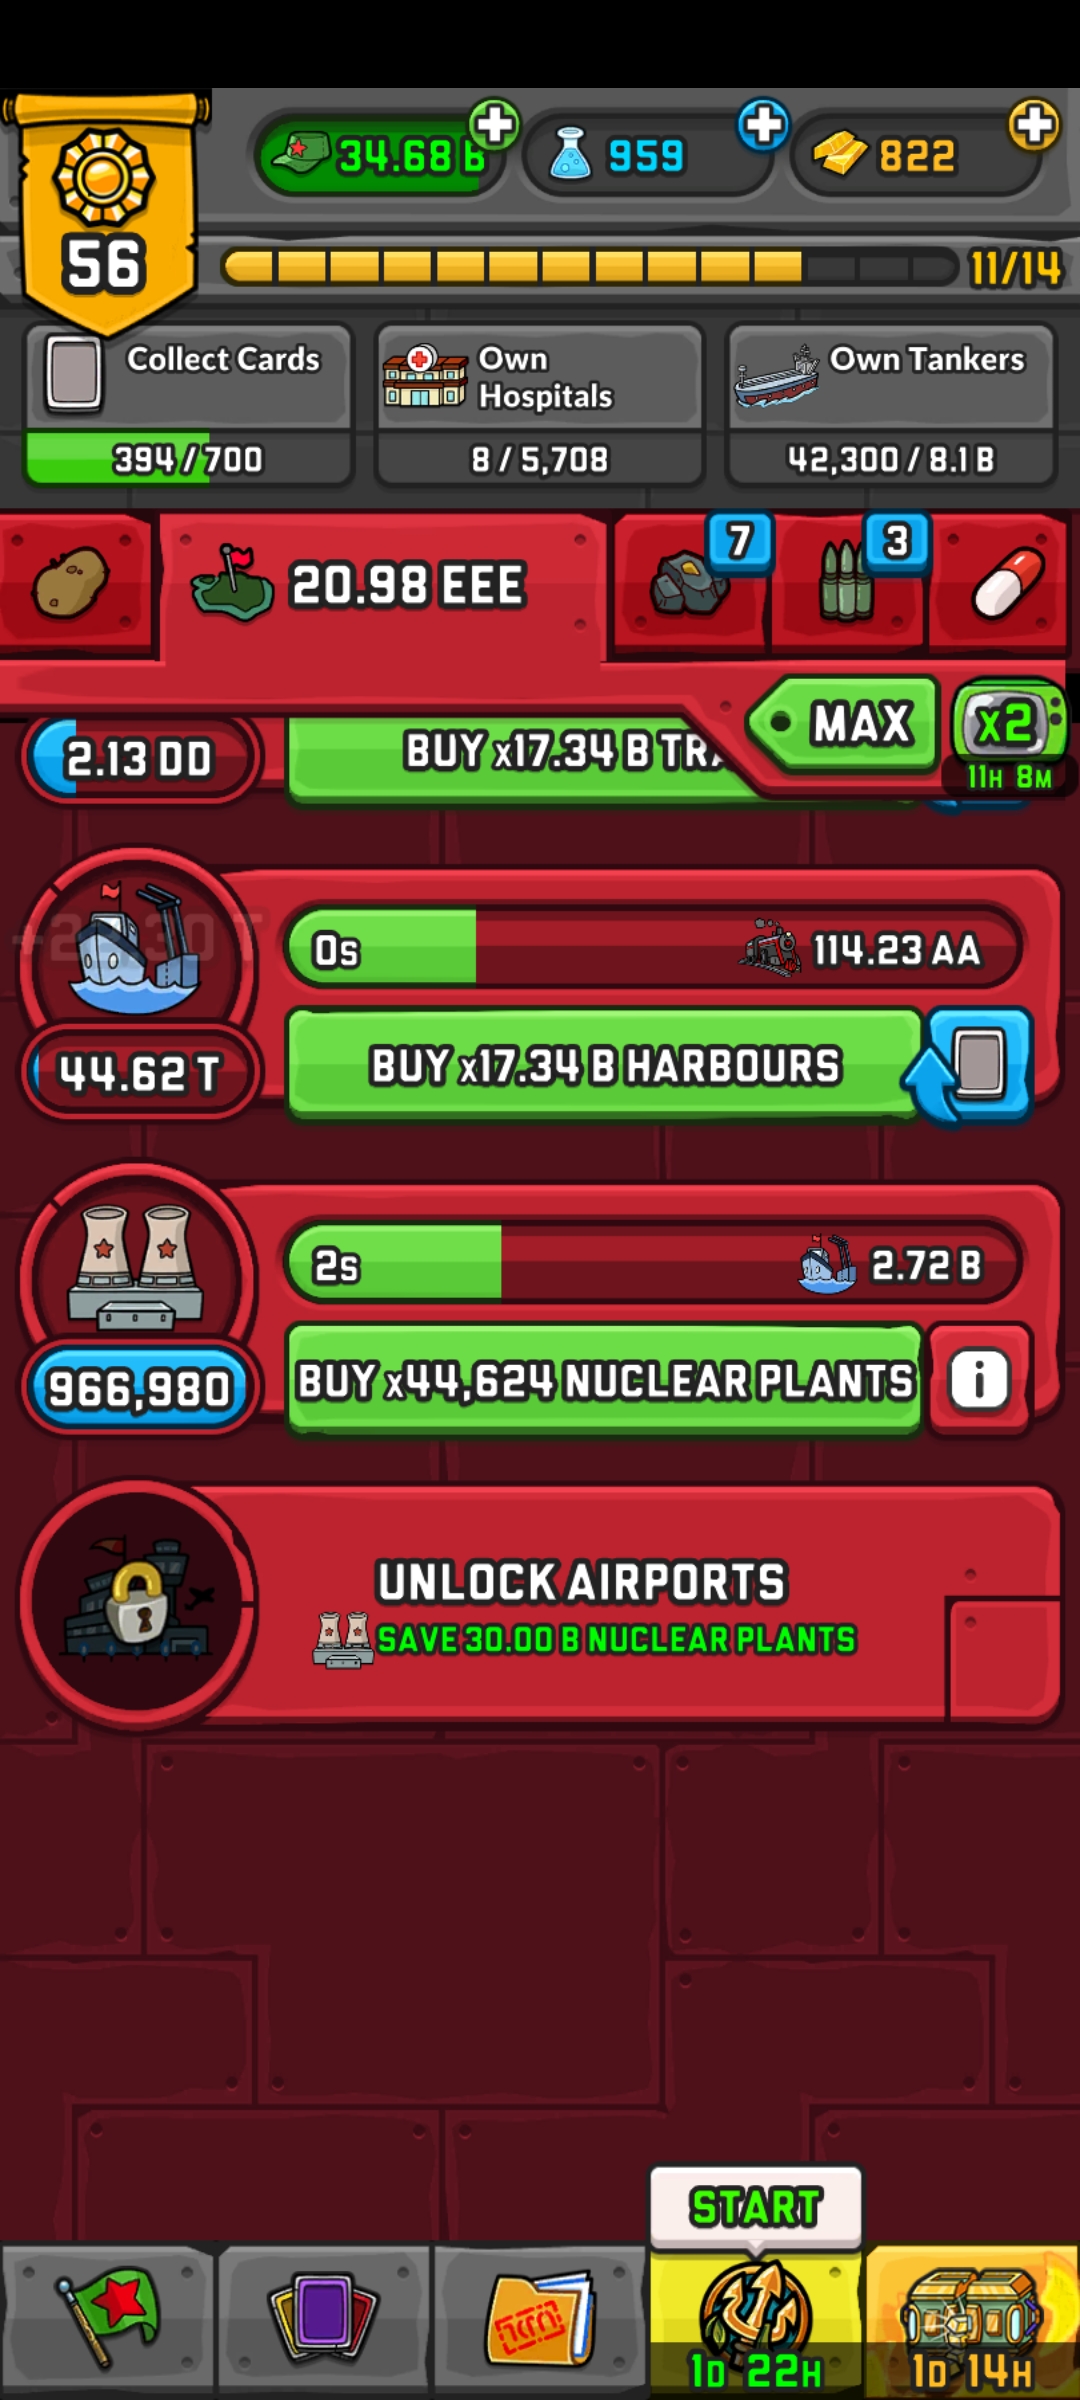 34.68 B
959
822
56
11/14
Collect Cards
394/700
Own
Hospitals
8/5,708
Own Tankers
42,300/8.1 B
20.98 EEE
7
3
MAX
x2
11H 8M
2.13 DD
BUY x17.34 B
0s
114.23 AA
44.62 T
BUY x17.34 B HARBOURS
2s
2.72 B
966,980
BUY x44,624 NUCLEAR PLANTS
i
UNLOCK AIRPORTS
SAVE 30.00 B NUCLEAR PLANTS
START
1D 22H
1D 14H